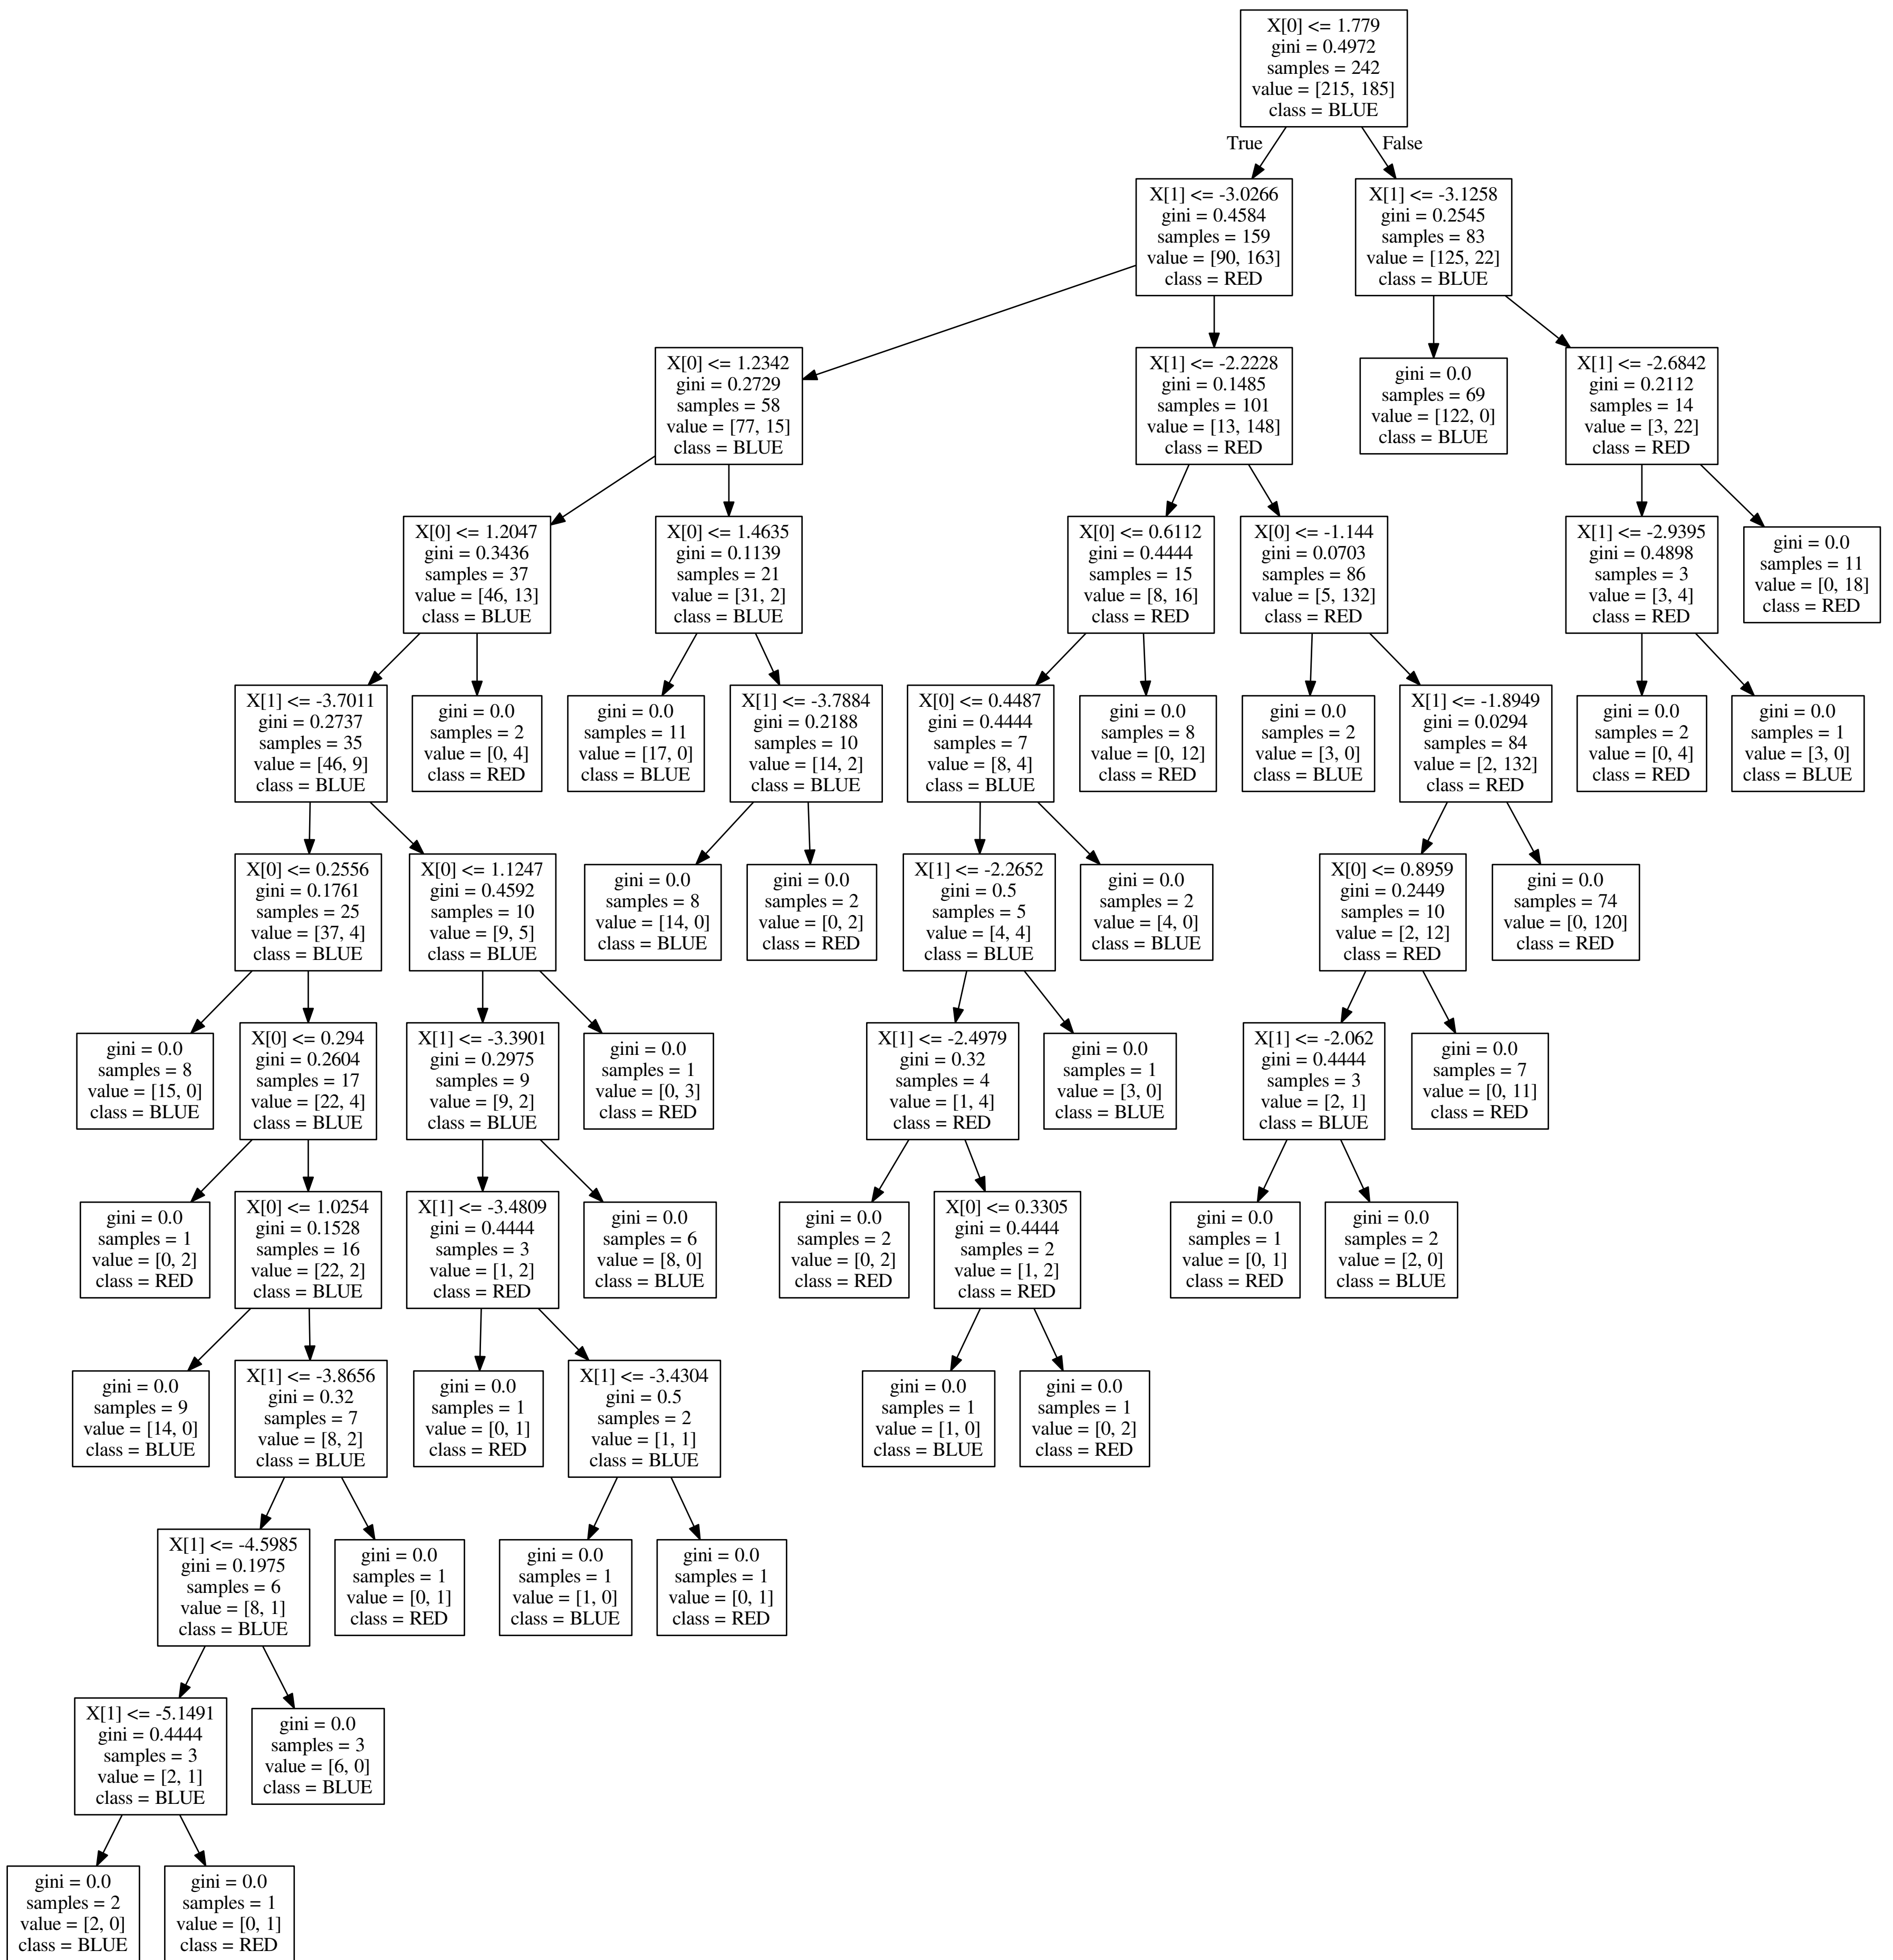 X[0] <= 1.779
gini = 0.4972
samples = 242
value = [215, 185]
class = BLUE
True
False
X[1] <= -3.0266
gini = 0.4584
samples = 159
value = [90, 163]
class = RED
X[1] <= -3.1258
gini = 0.2545
samples = 83
value = [125, 22]
class = BLUE
X[0] <= 1.2342
gini = 0.2729
samples = 58
value = [77, 15]
class = BLUE
X[1] <= -2.2228
gini = 0.1485
samples = 101
value = [13, 148]
class = RED
gini = 0.0
samples = 69
value = [122, 0]
class = BLUE
X[1] <= -2.6842
gini = 0.2112
samples = 14
value = [3, 22]
class = RED
X[0] <= 1.2047
gini = 0.3436
samples = 37
value = [46, 13]
class = BLUE
X[0] <= 1.4635
gini = 0.1139
samples = 21
value = [31, 2]
class = BLUE
X[0] <= 0.6112
gini = 0.4444
samples = 15
value = [8, 16]
class = RED
X[0] <= -1.144
gini = 0.0703
samples = 86
value = [5, 132]
class = RED
X[1] <= -2.9395
gini = 0.4898
samples = 3
value = [3, 4]
class = RED
gini = 0.0
samples = 11
value = [0, 18]
class = RED
X[1] <= -3.7011
gini = 0.2737
samples = 35
value = [46, 9]
class = BLUE
gini = 0.0
samples = 2
value = [0, 4]
class = RED
gini = 0.0
samples = 11
value = [17, 0]
class = BLUE
X[1] <= -3.7884
gini = 0.2188
samples = 10
value = [14, 2]
class = BLUE
X[0] <= 0.4487
gini = 0.4444
samples = 7
value = [8, 4]
class = BLUE
gini = 0.0
samples = 8
value = [0, 12]
class = RED
gini = 0.0
samples = 2
value = [3, 0]
class = BLUE
X[1] <= -1.8949
gini = 0.0294
samples = 84
value = [2, 132]
class = RED
gini = 0.0
samples = 2
value = [0, 4]
class = RED
gini = 0.0
samples = 1
value = [3, 0]
class = BLUE
X[0] <= 0.2556
gini = 0.1761
samples = 25
value = [37, 4]
class = BLUE
X[0] <= 1.1247
gini = 0.4592
samples = 10
value = [9, 5]
class = BLUE
gini = 0.0
samples = 8
value = [14, 0]
class = BLUE
gini = 0.0
samples = 2
value = [0, 2]
class = RED
X[1] <= -2.2652
gini = 0.5
samples = 5
value = [4, 4]
class = BLUE
gini = 0.0
samples = 2
value = [4, 0]
class = BLUE
X[0] <= 0.8959
gini = 0.2449
samples = 10
value = [2, 12]
class = RED
gini = 0.0
samples = 74
value = [0, 120]
class = RED
gini = 0.0
samples = 8
value = [15, 0]
class = BLUE
X[0] <= 0.294
gini = 0.2604
samples = 17
value = [22, 4]
class = BLUE
X[1] <= -3.3901
gini = 0.2975
samples = 9
value = [9, 2]
class = BLUE
gini = 0.0
samples = 1
value = [0, 3]
class = RED
X[1] <= -2.4979
gini = 0.32
samples = 4
value = [1, 4]
class = RED
gini = 0.0
samples = 1
value = [3, 0]
class = BLUE
X[1] <= -2.062
gini = 0.4444
samples = 3
value = [2, 1]
class = BLUE
gini = 0.0
samples = 7
value = [0, 11]
class = RED
gini = 0.0
samples = 1
value = [0, 2]
class = RED
X[0] <= 1.0254
gini = 0.1528
samples = 16
value = [22, 2]
class = BLUE
X[1] <= -3.4809
gini = 0.4444
samples = 3
value = [1, 2]
class = RED
gini = 0.0
samples = 6
value = [8, 0]
class = BLUE
gini = 0.0
samples = 2
value = [0, 2]
class = RED
X[0] <= 0.3305
gini = 0.4444
samples = 2
value = [1, 2]
class = RED
gini = 0.0
samples = 1
value = [0, 1]
class = RED
gini = 0.0
samples = 2
value = [2, 0]
class = BLUE
gini = 0.0
samples = 9
value = [14, 0]
class = BLUE
X[1] <= -3.8656
gini = 0.32
samples = 7
value = [8, 2]
class = BLUE
gini = 0.0
samples = 1
value = [0, 1]
class = RED
X[1] <= -3.4304
gini = 0.5
samples = 2
value = [1, 1]
class = BLUE
gini = 0.0
samples = 1
value = [1, 0]
class = BLUE
gini = 0.0
samples = 1
value = [0, 2]
class = RED
X[1] <= -4.5985
gini = 0.1975
samples = 6
value = [8, 1]
class = BLUE
gini = 0.0
samples = 1
value = [0, 1]
class = RED
gini = 0.0
samples = 1
value = [1, 0]
class = BLUE
gini = 0.0
samples = 1
value = [0, 1]
class = RED
X[1] <= -5.1491
gini = 0.4444
samples = 3
value = [2, 1]
class = BLUE
gini = 0.0
samples = 3
value = [6, 0]
class = BLUE
gini = 0.0
samples = 2
value = [2, 0]
class = BLUE
gini = 0.0
samples = 1
value = [0, 1]
class = RED